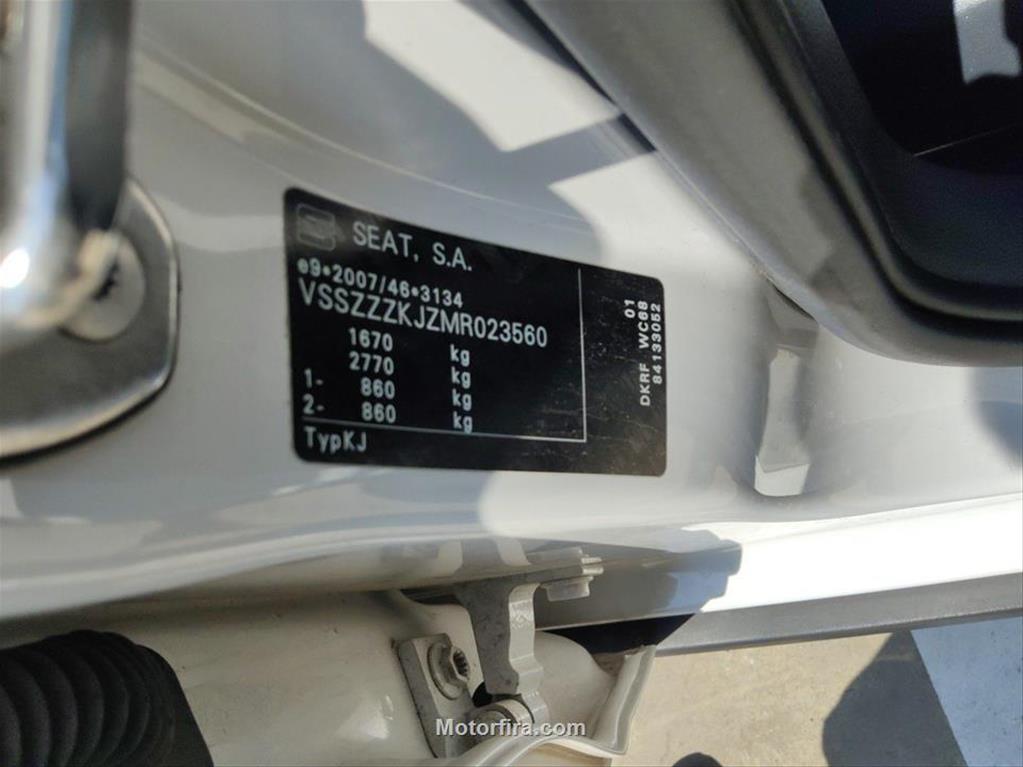 SEAT, S.A.
e9*2007/46*3134
VSSZZZKJZMR023560
1670 kg
2770 kg
1- 860 kg
2- 860 kg
TypKJ
01
DKRF WC68
84133052
Motorfira.com